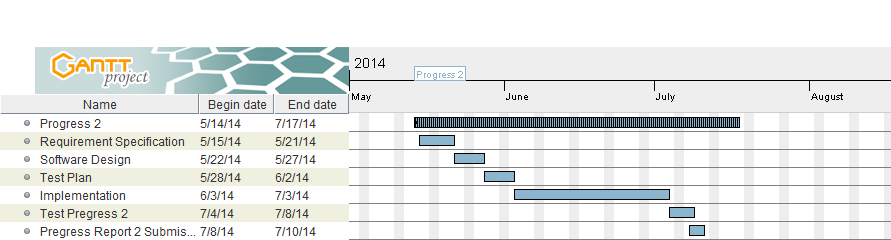 GANTT
project
2014
Progress 2
May June July August
Name Begin date End date
Progress 2 5/14/14 7/17/14
Requirement Specification 5/15/14 5/21/14
Software Design 5/22/14 5/27/14
Test Plan 5/28/14 6/2/14
Implementation 6/3/14 7/3/14
Test Pregress 2 7/4/14 7/8/14
Pregress Report 2 Submis... 7/8/14 7/10/14